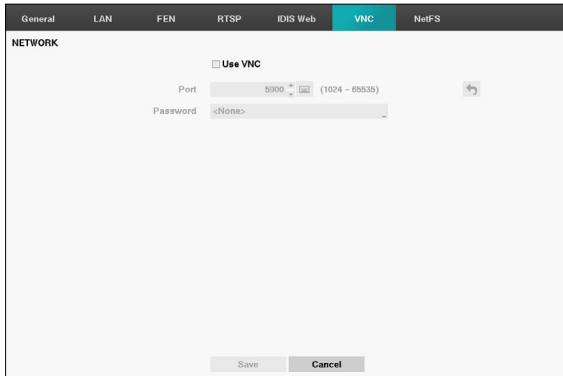 General LAN FEN RTSP IDIS Web VNC NetFS
NETWORK
Use VNC
Port 5900 (1024 – 65535)
Password <None>
Save Cancel